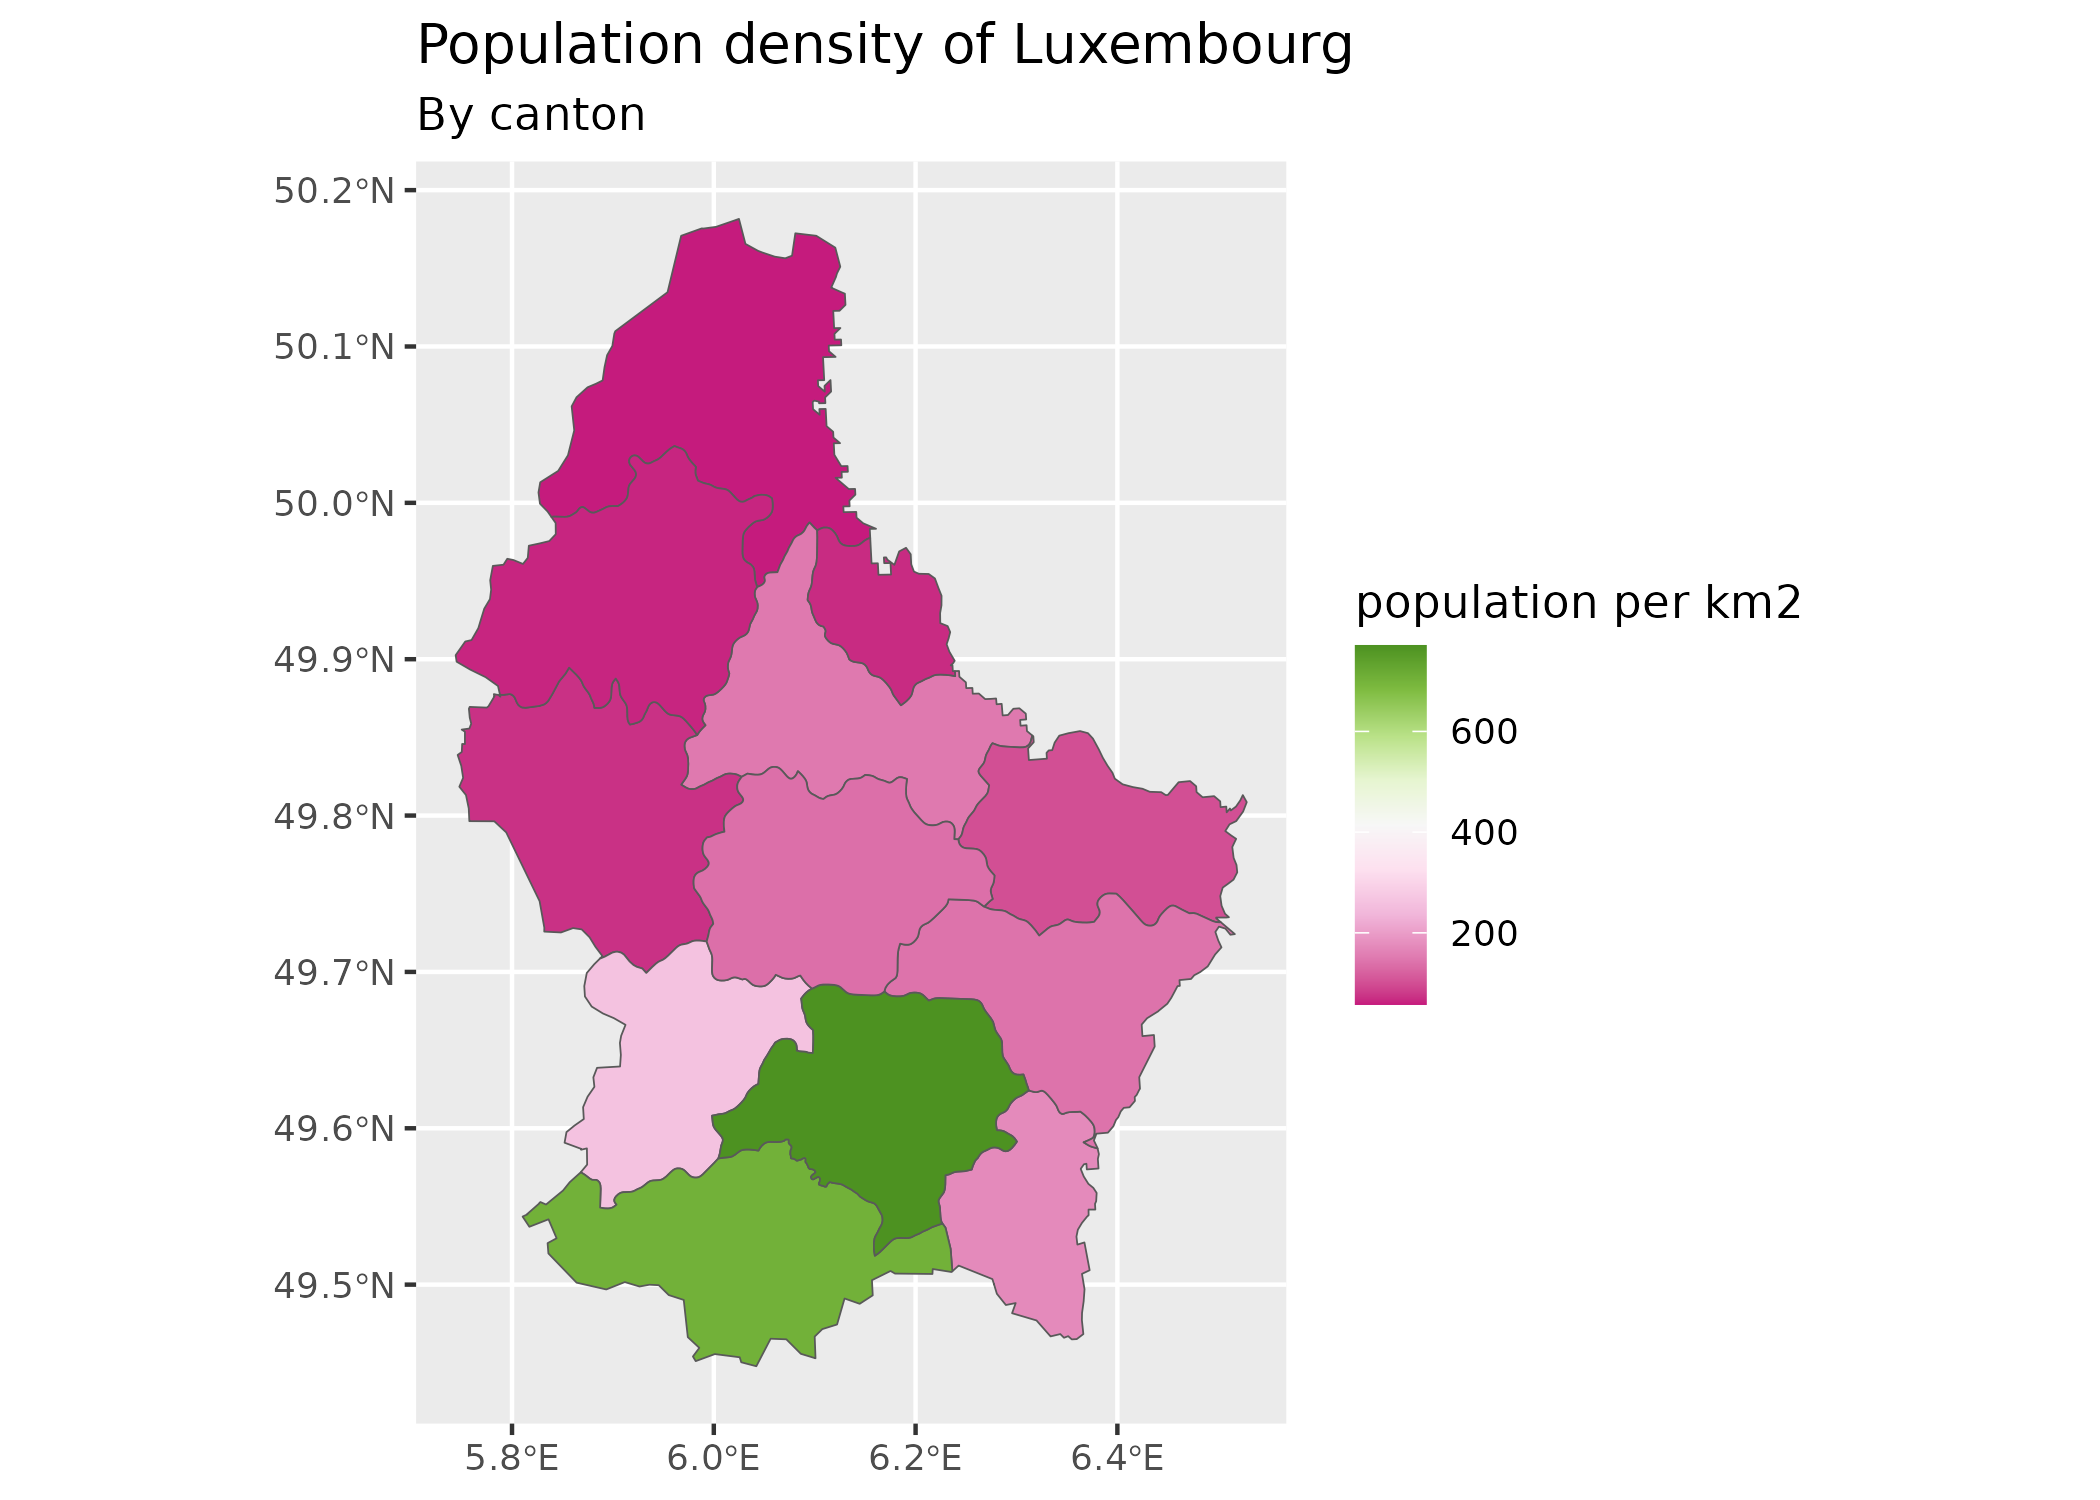 Population density of Luxembourg
By canton
50.2°N
50.1°N
50.0°N
49.9°N
49.8°N
49.7°N
49.6°N
49.5°N
5.8°E 6.0°E 6.2°E 6.4°E
population per km2
600
400
200